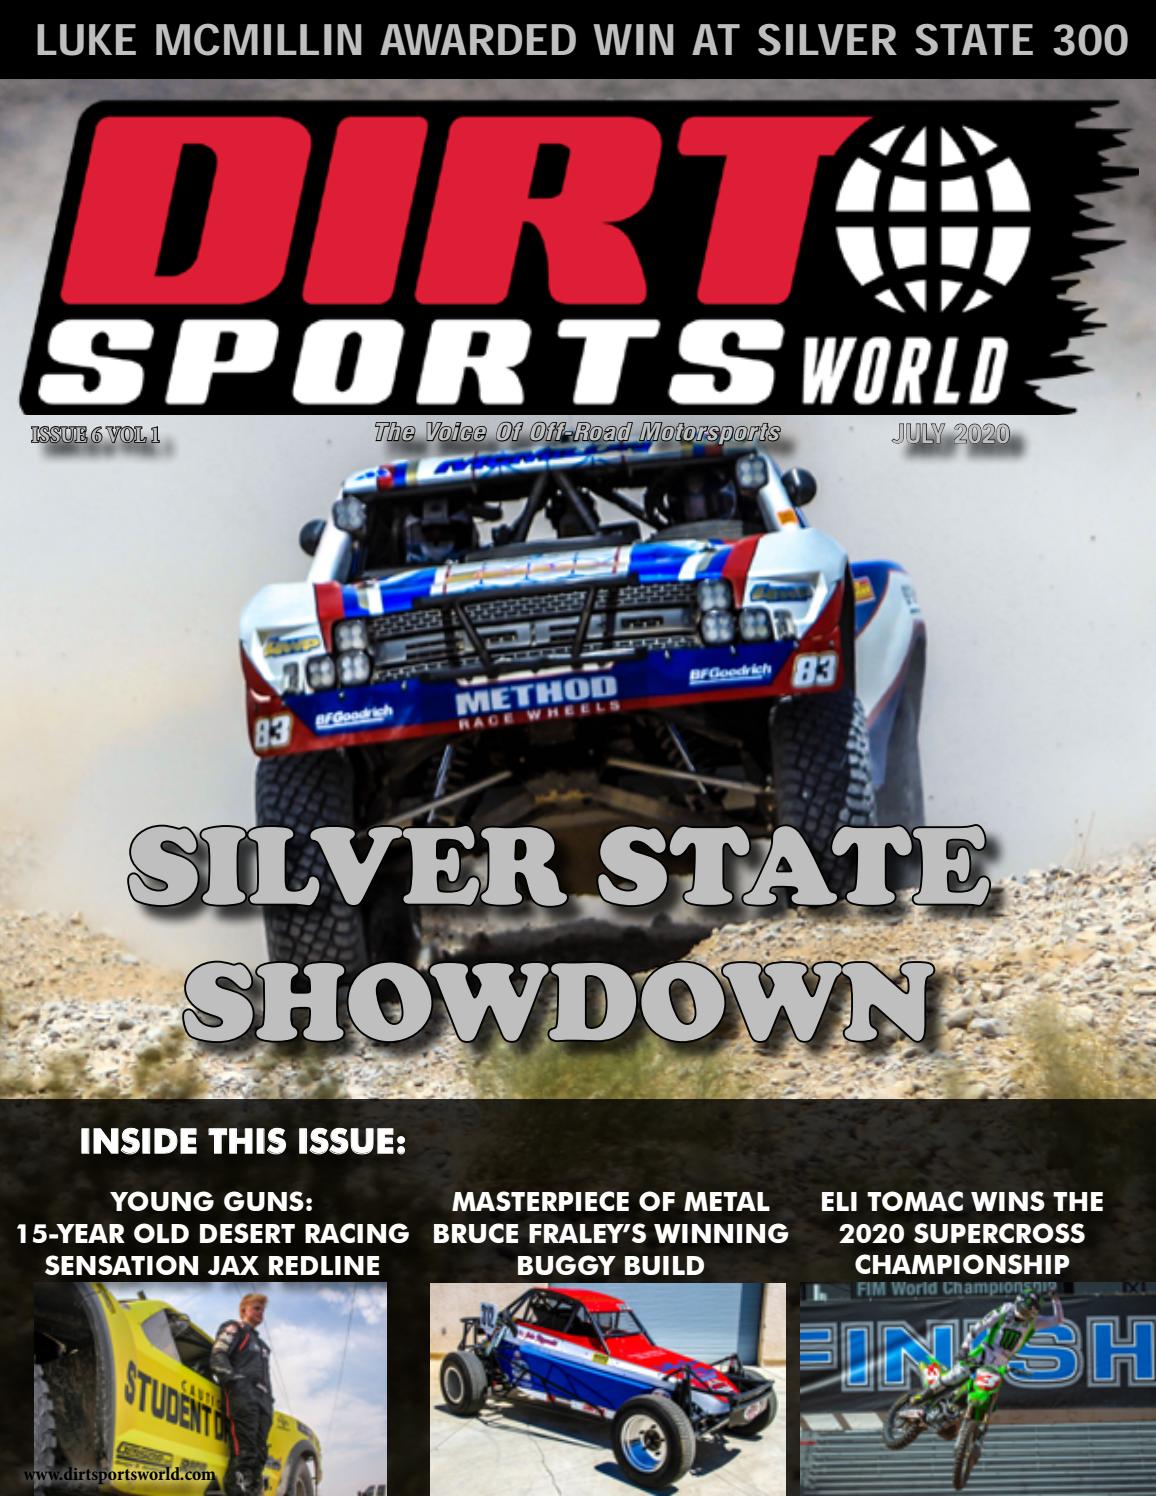 LUKE MCMILLIN AWARDED WIN AT SILVER STATE 300
DIRT
SPORTS WORLD
ISSUE 6 VOL 1
The Voice Of Off-Road Motorsports
JULY 2020
MCMILLIN
BFGoodrich
83
METHOD
RACE WHEELS
BFGoodrich
83
SILVER STATE
SHOWDOWN
INSIDE THIS ISSUE:
YOUNG GUNS:
15-YEAR OLD DESERT RACING
SENSATION JAX REDLINE
MASTERPIECE OF METAL
BRUCE FRALEY'S WINNING
BUGGY BUILD
ELI TOMAC WINS THE
2020 SUPERCROSS
CHAMPIONSHIP
CAUTIO
STUDENT D
FIM World Championship
FINISH
www.dirtsportsworld.com